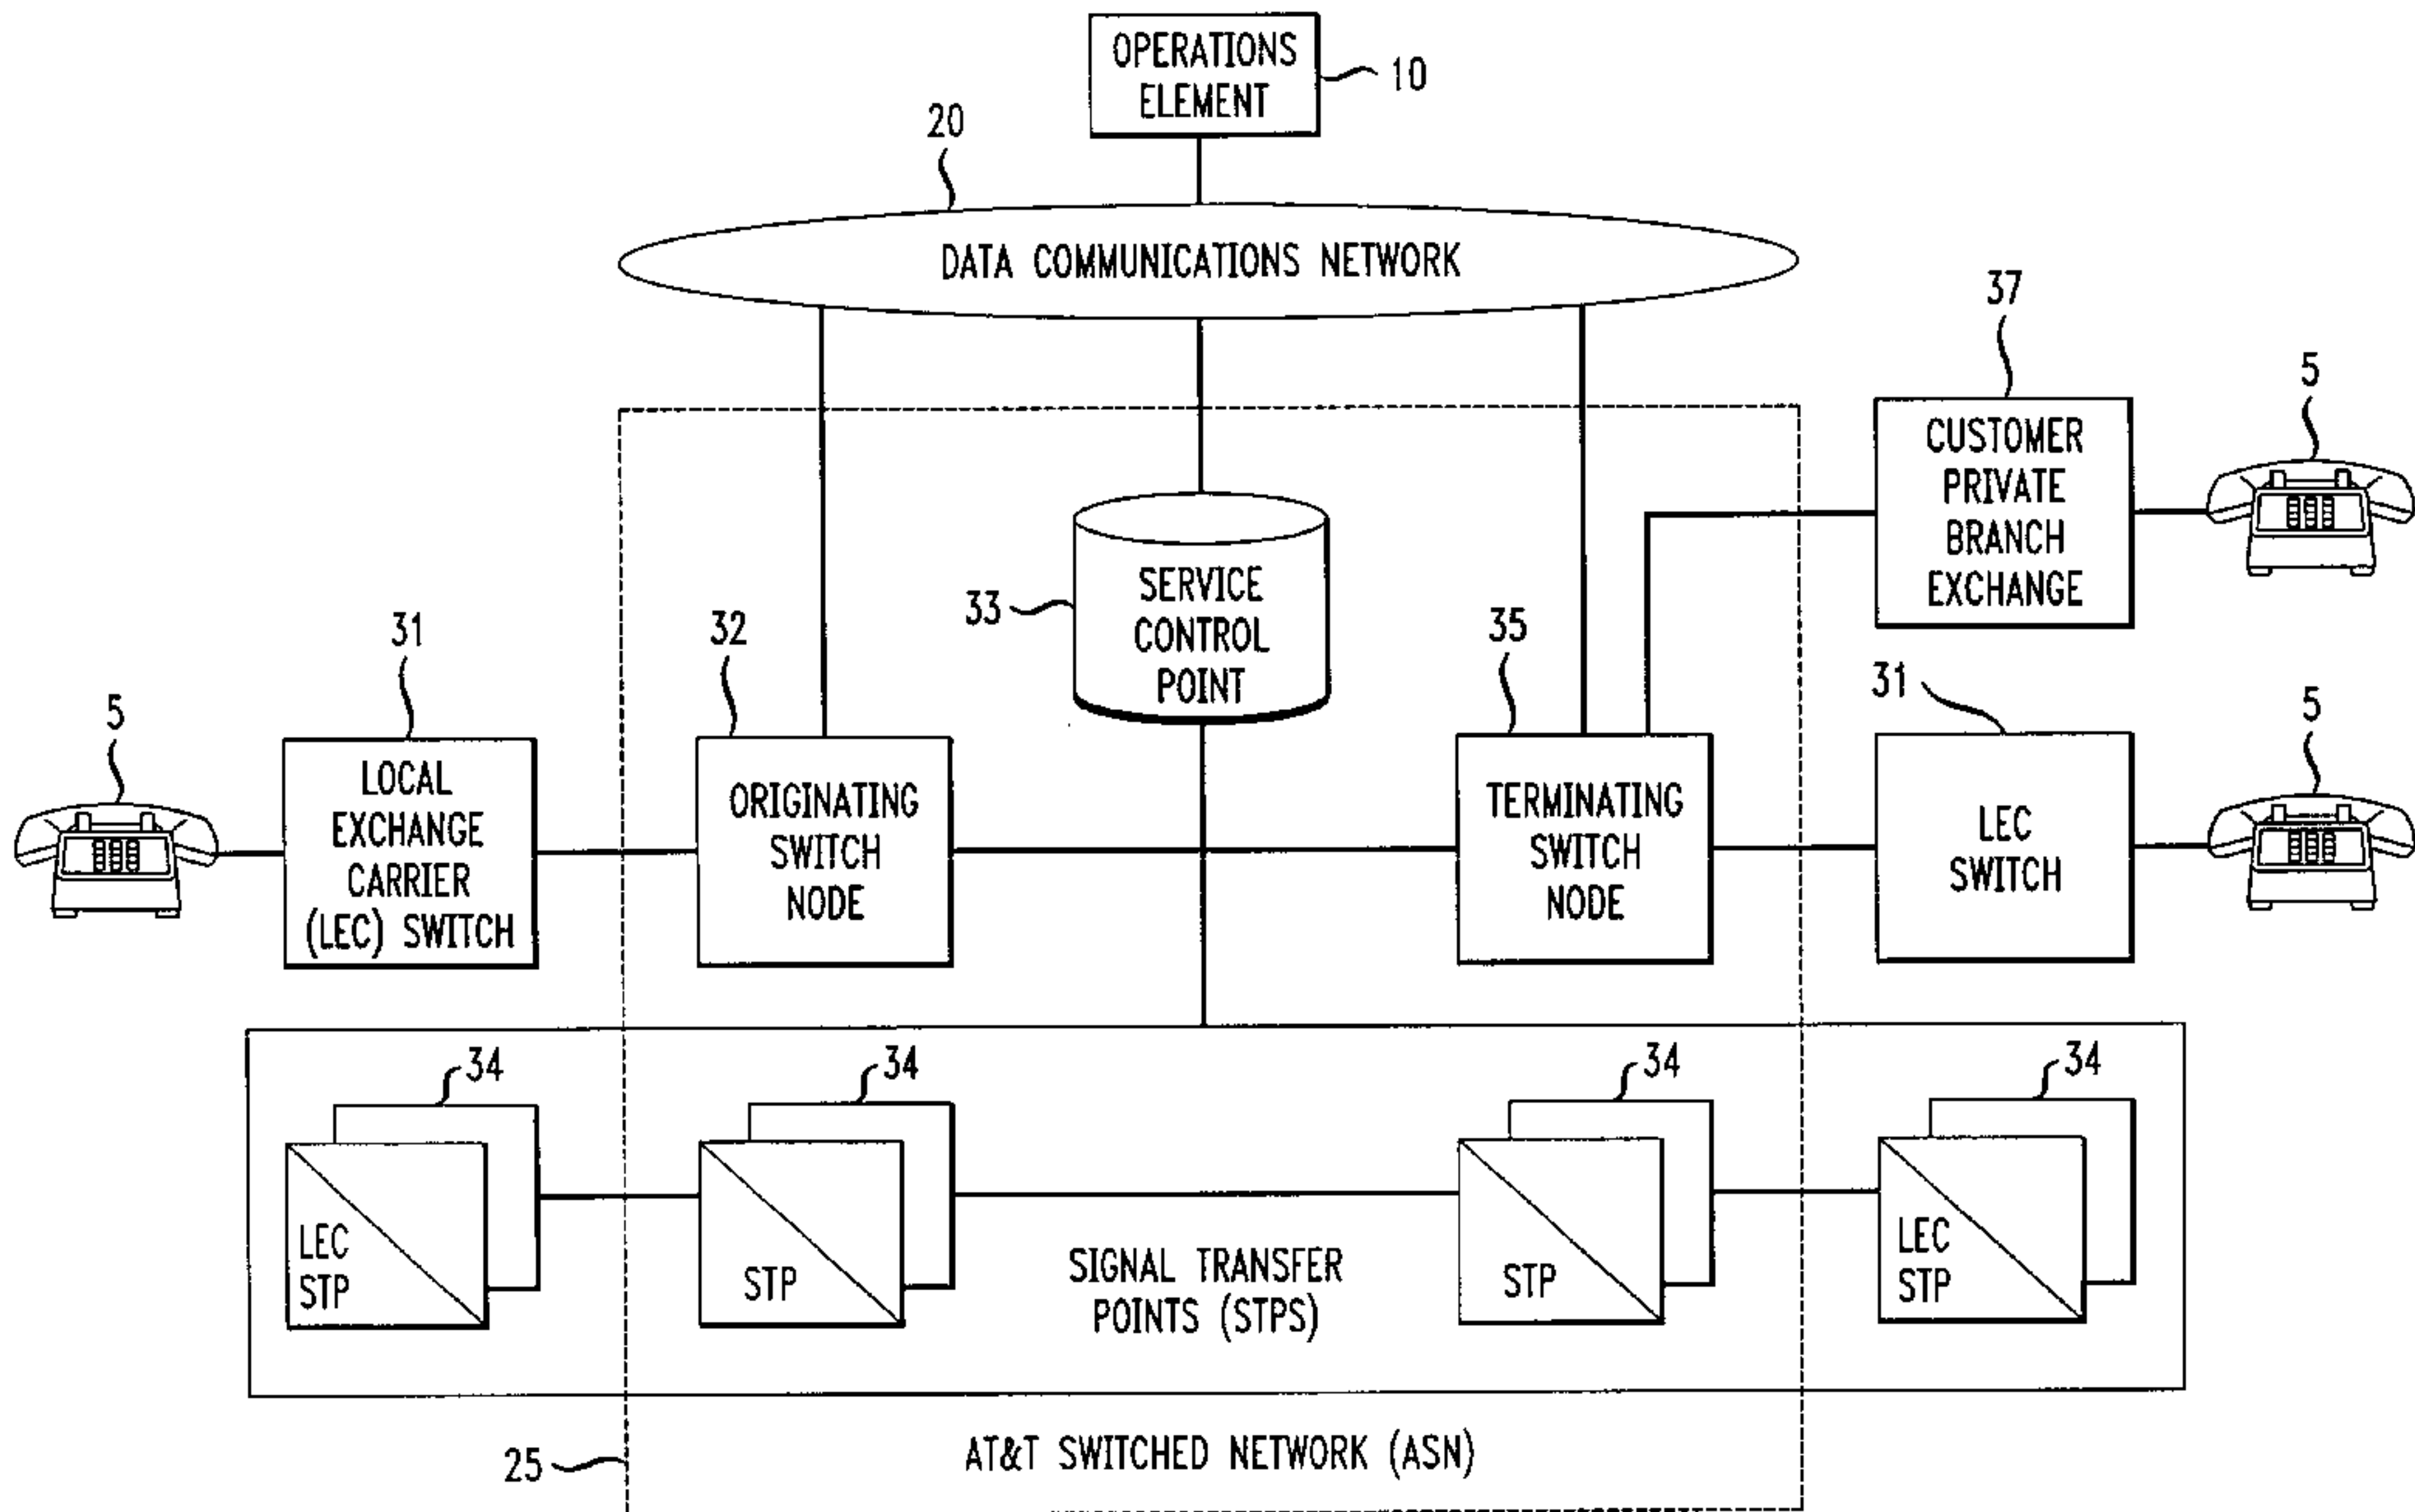 OPERATIONS
ELEMENT
10
20
DATA COMMUNICATIONS NETWORK
37
CUSTOMER
PRIVATE
BRANCH
EXCHANGE
5
33
SERVICE
CONTROL
POINT
5
31
LOCAL
EXCHANGE
CARRIER
(LEC) SWITCH
32
ORIGINATING
SWITCH
NODE
35
TERMINATING
SWITCH
NODE
31
LEC
SWITCH
5
34
LEC
STP
34
STP
SIGNAL TRANSFER
POINTS (STPS)
34
STP
34
LEC
STP
25
AT&T SWITCHED NETWORK (ASN)